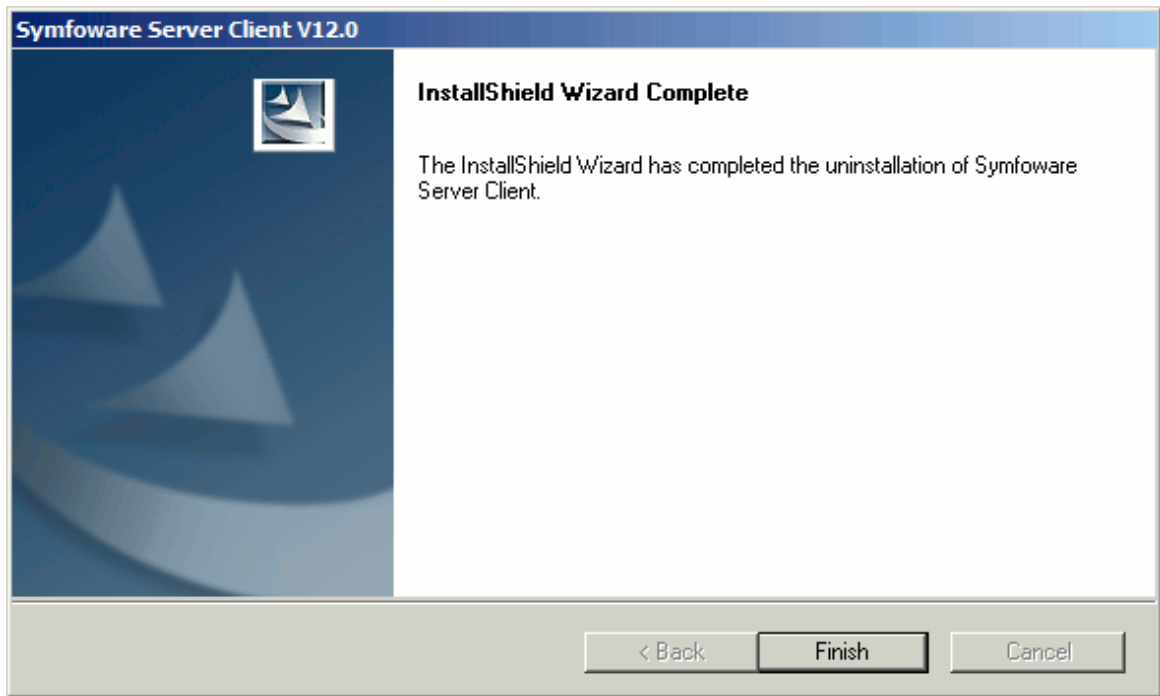 Symfoware Server Client V12.0
InstallShield Wizard Complete
The InstallShield Wizard has completed the uninstallation of Symfoware
Server Client.
< Back
Finish
Cancel